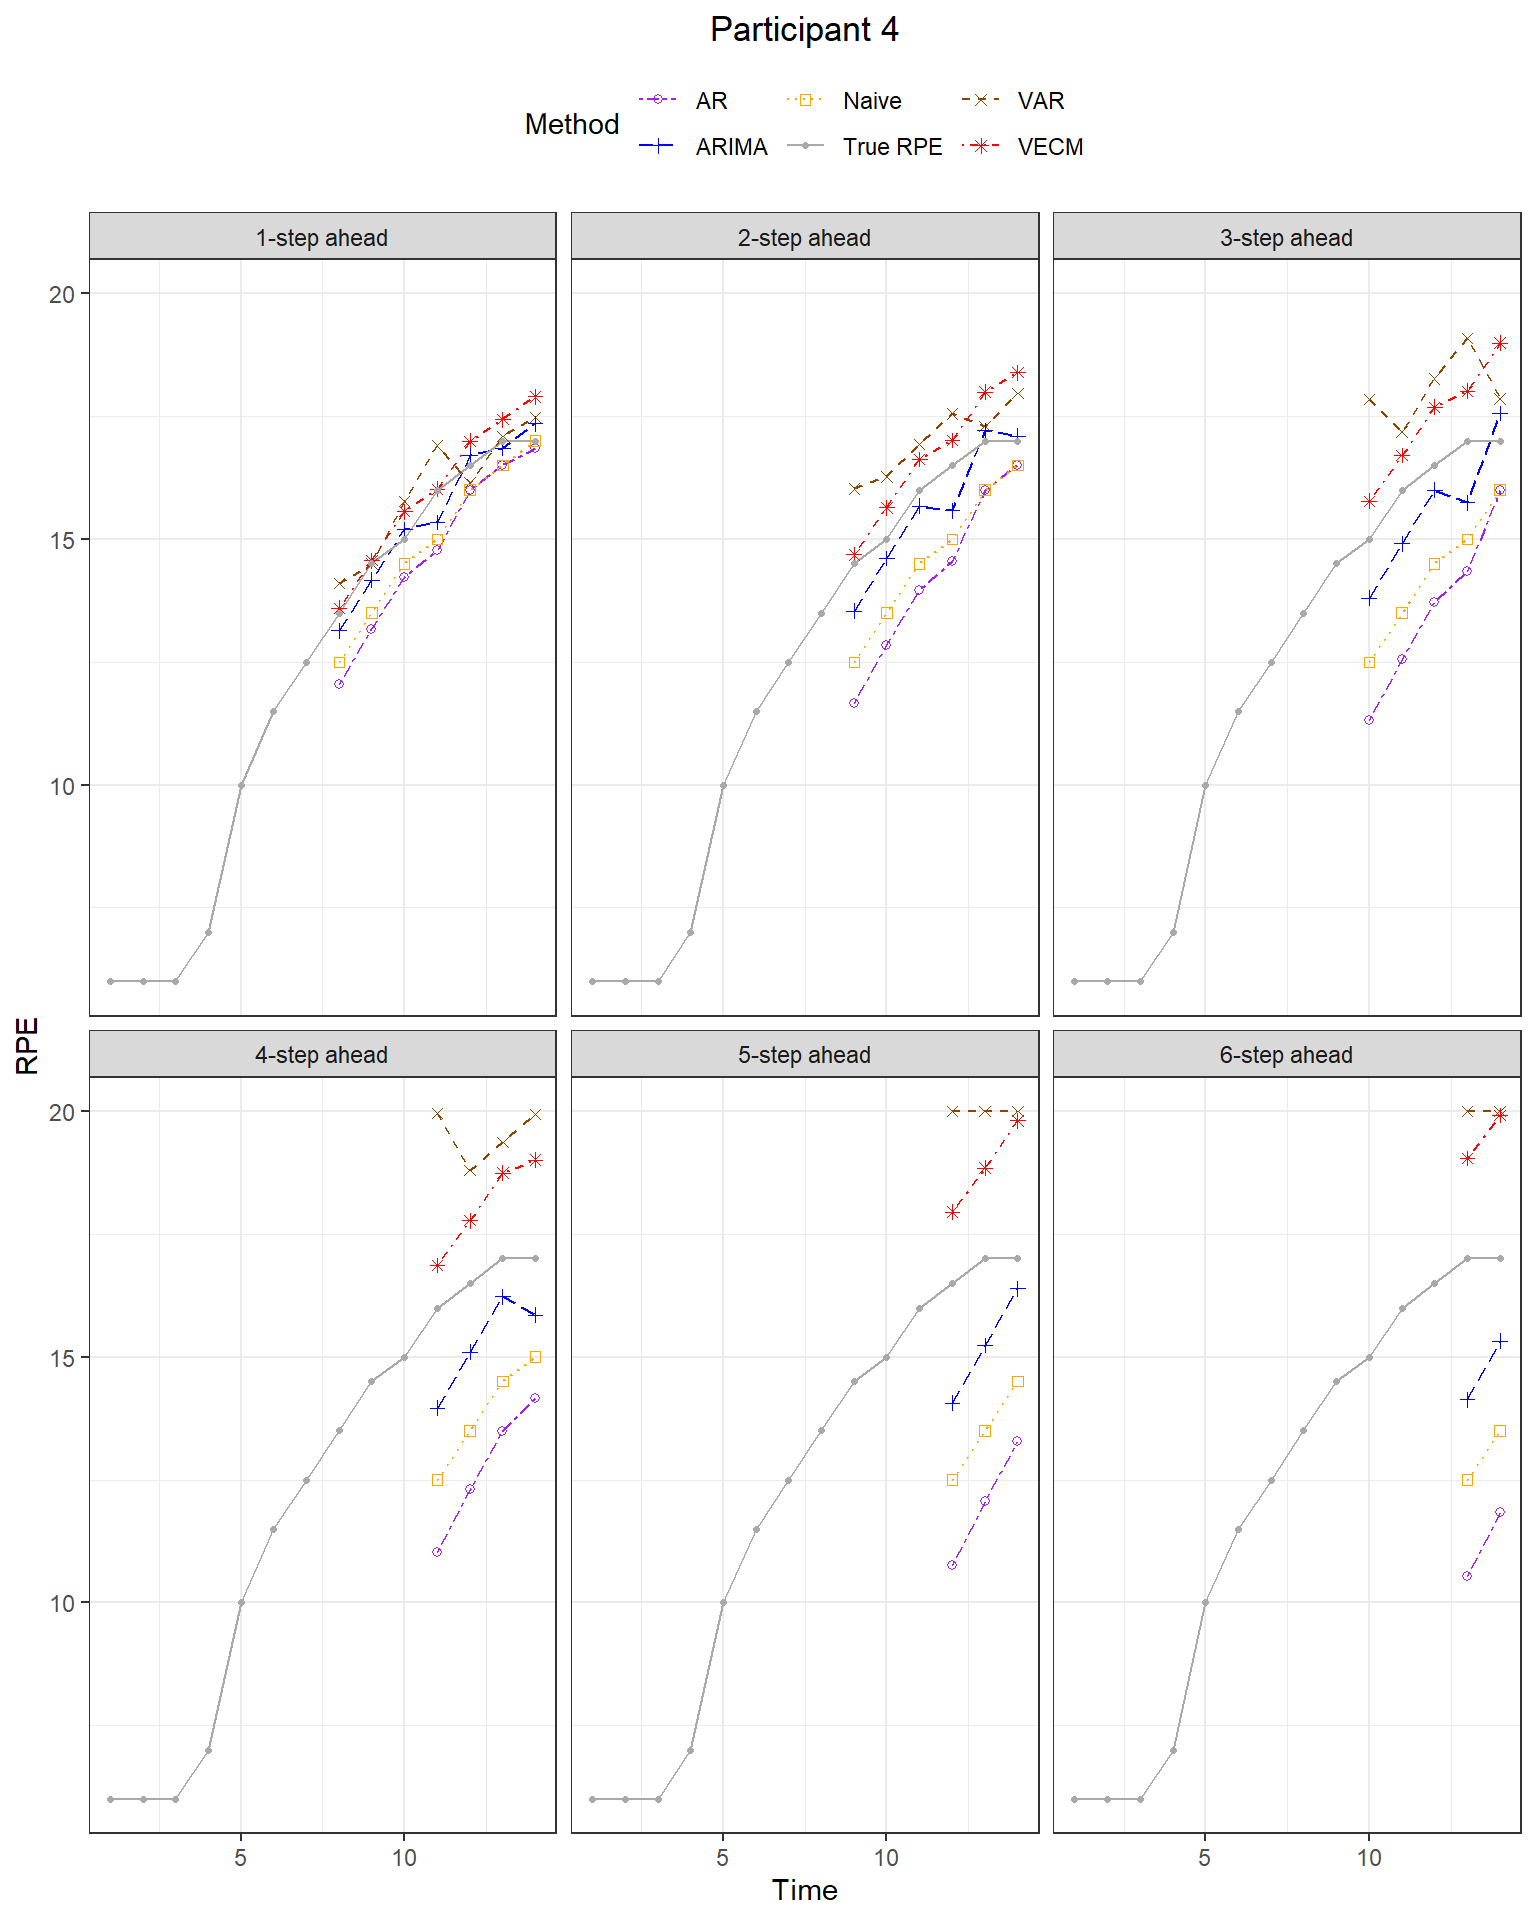 Participant 4
Method
AR
Naive
VAR
ARIMA
True RPE
VECM
1-step ahead
2-step ahead
3-step ahead
20
15
10
RPE
4-step ahead
5-step ahead
6-step ahead
20
15
10
5
10
5
10
5
10
Time